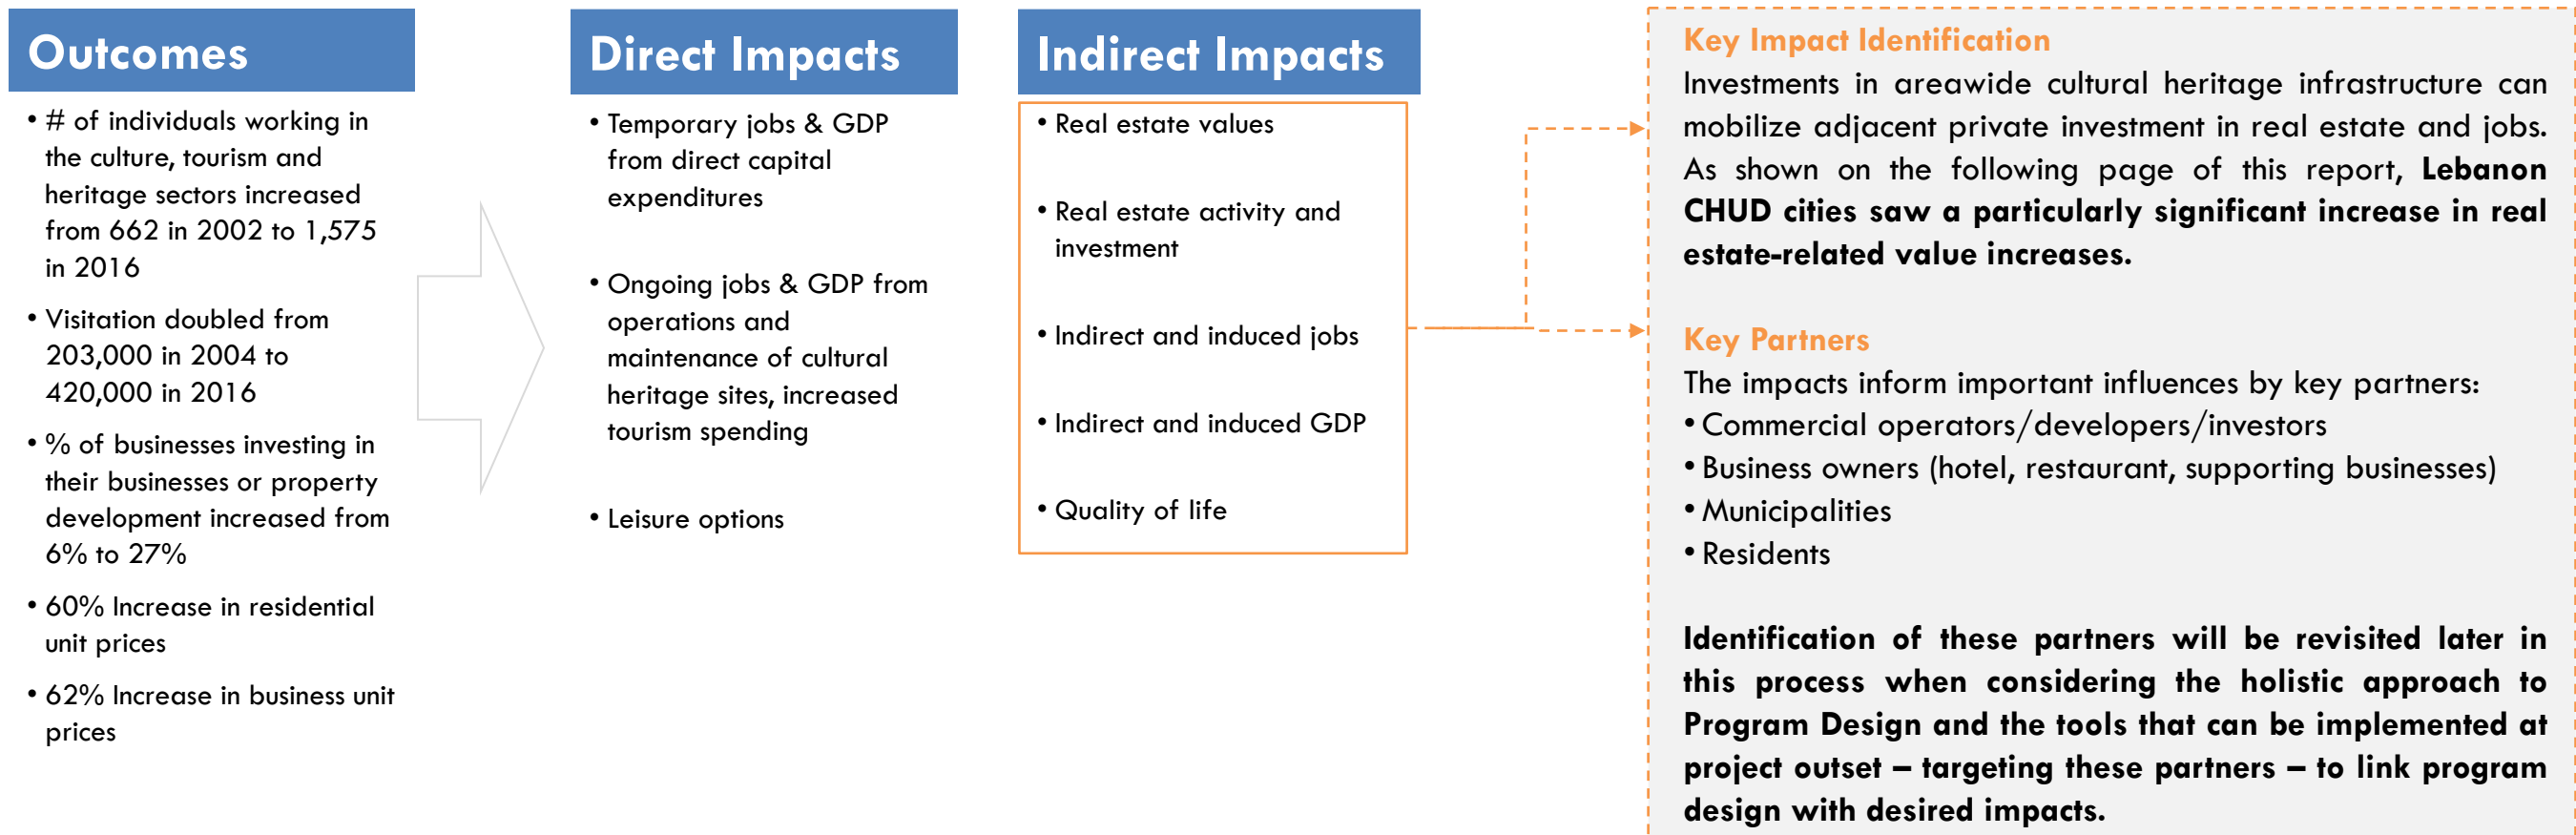 Outcomes
• # of individuals working in
the culture, tourism and
heritage sectors increased
from 662 in 2002 to 1,575
in 2016
• Visitation doubled from
203,000 in 2004 to
420,000 in 2016
• % of businesses investing in
their businesses or property
development increased from
6% to 27%
• 60% Increase in residential
unit prices
• 62% Increase in business unit
prices
Direct Impacts
• Temporary jobs & GDP
from direct capital
expenditures
• Ongoing jobs & GDP from
operations and
maintenance of cultural
heritage sites, increased
tourism spending
• Leisure options
Indirect Impacts
• Real estate values
• Real estate activity and
investment
• Indirect and induced jobs
• Indirect and induced GDP
• Quality of life
Key Impact Identification
Investments in areawide cultural heritage infrastructure can
mobilize adjacent private investment in real estate and jobs.
As shown on the following page of this report, Lebanon
CHUD cities saw a particularly significant increase in real
estate-related value increases.
Key Partners
The impacts inform important influences by key partners:
• Commercial operators/developers/investors
• Business owners (hotel, restaurant, supporting businesses)
• Municipalities
• Residents
Identification of these partners will be revisited later in
this process when considering the holistic approach to
Program Design and the tools that can be implemented at
project outset – targeting these partners – to link program
design with desired impacts.